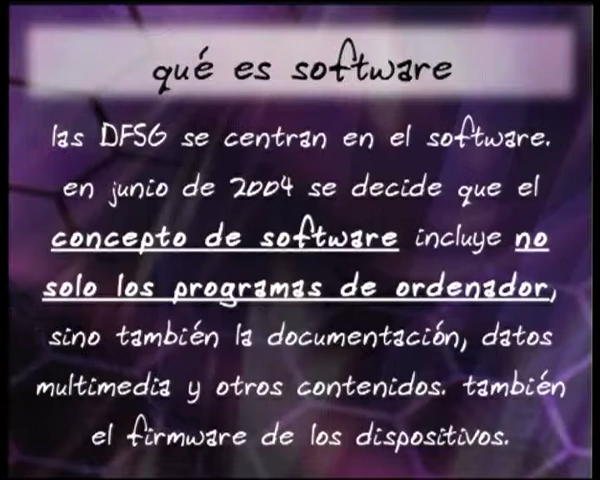 qué es software
las DFSG se centran en el software.
en junio de 2004 se decide que el
concepto de software incluye no
solo los programas de ordenador,
sino también la documentación, datos
multimedia y otros contenidos. también
el firmware de los dispositivos.